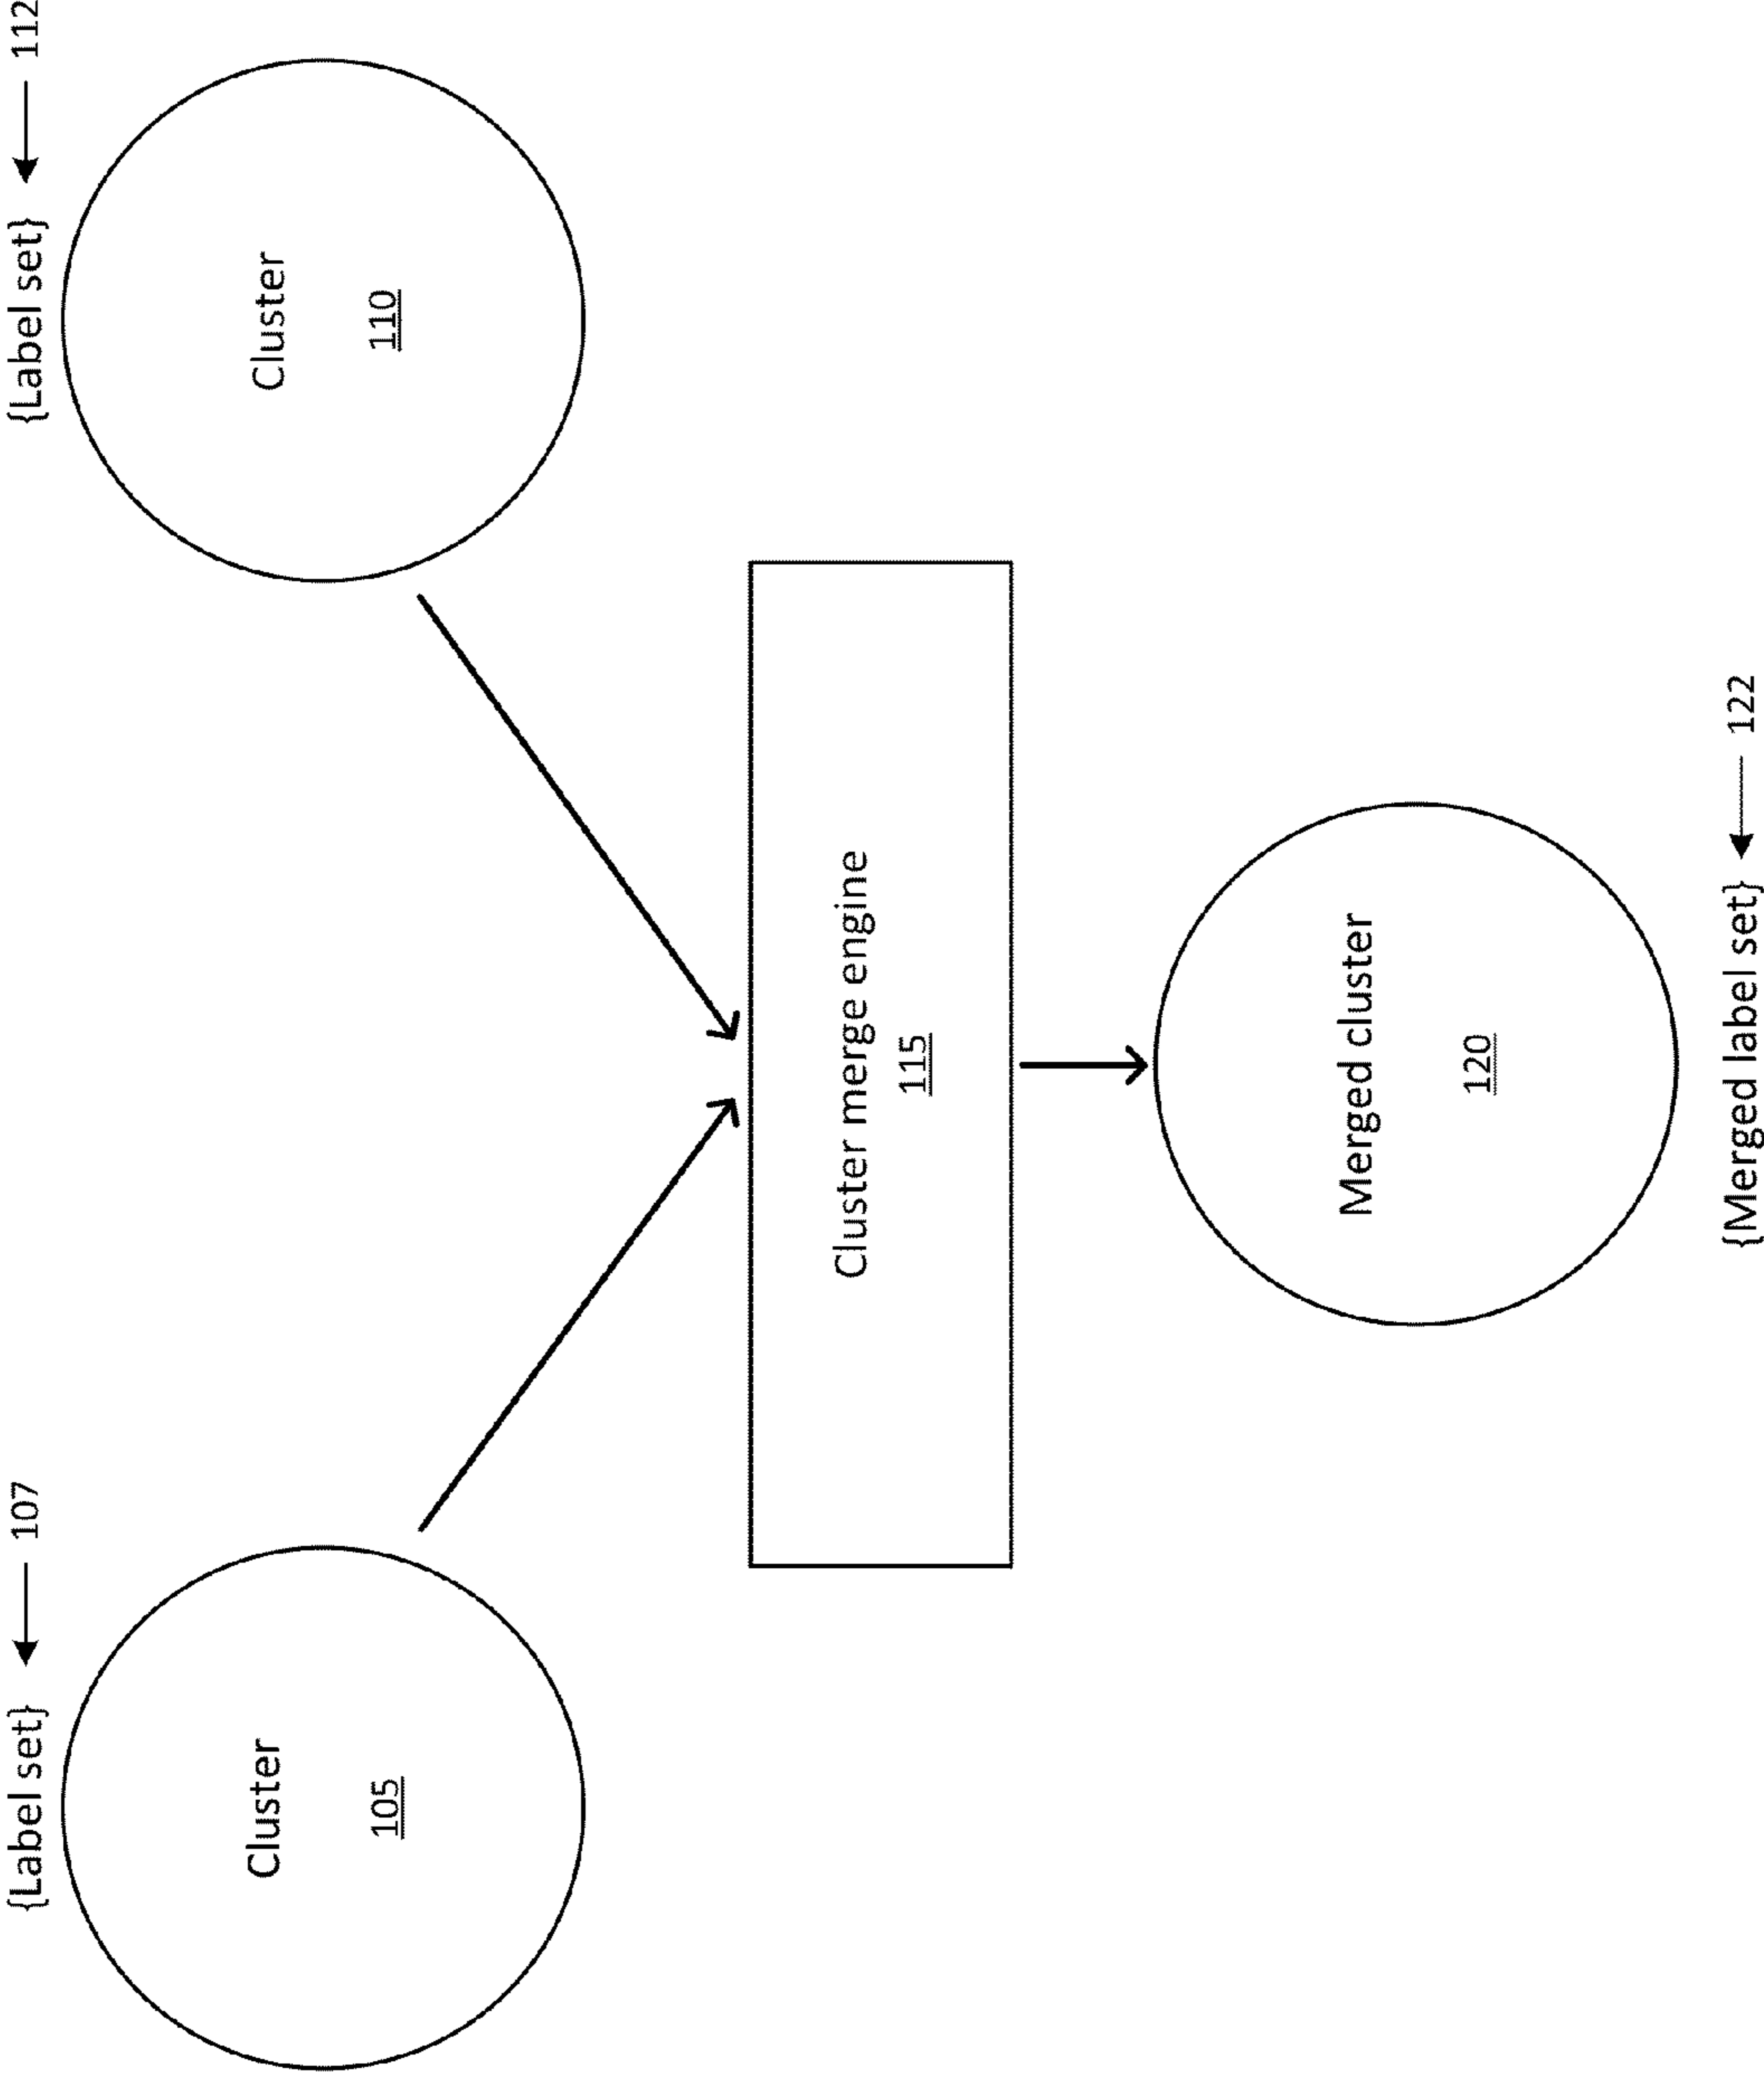 {Label set}
107
Cluster
105
{Label set}
112
Cluster
110
Cluster merge engine
115
Merged cluster
120
{Merged label set}
122